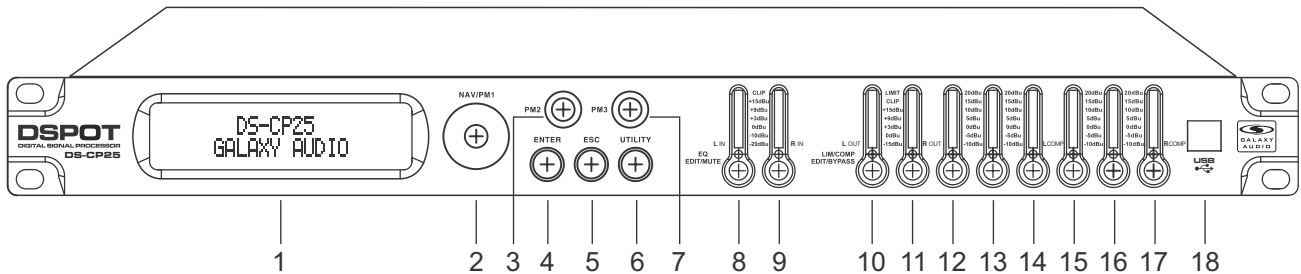 NAV/PM1
PM2
PM3
DSPOT
DIGITAL SIGNAL PROCESSOR
DS-CP25
DS-CP25
GALAXY AUDIO
ENTER
ESC
UTILITY
CLIP
+15dBu
+9dBu
+3dBu
0dBu
-5dBu
-10dBu
-20dBu
L IN
R IN
EQ
EDIT/MUTE
LIMIT
CLIP
+15dBu
+9dBu
+3dBu
0dBu
-5dBu
-10dBu
-15dBu
L OUT
R OUT
LIM/COMP
EDIT/BYPASS
20dBu
15dBu
10dBu
5dBu
0dBu
-5dBu
-10dBu
20dBu
15dBu
10dBu
5dBu
0dBu
-5dBu
-10dBu
LCOMP
20dBu
15dBu
10dBu
5dBu
0dBu
-5dBu
-10dBu
20dBu
15dBu
10dBu
5dBu
0dBu
-5dBu
-10dBu
RCOMP
USB
GALAXY
AUDIO
1 2 3 4 5 6 7 8 9 10 11 12 13 14 15 16 17 18